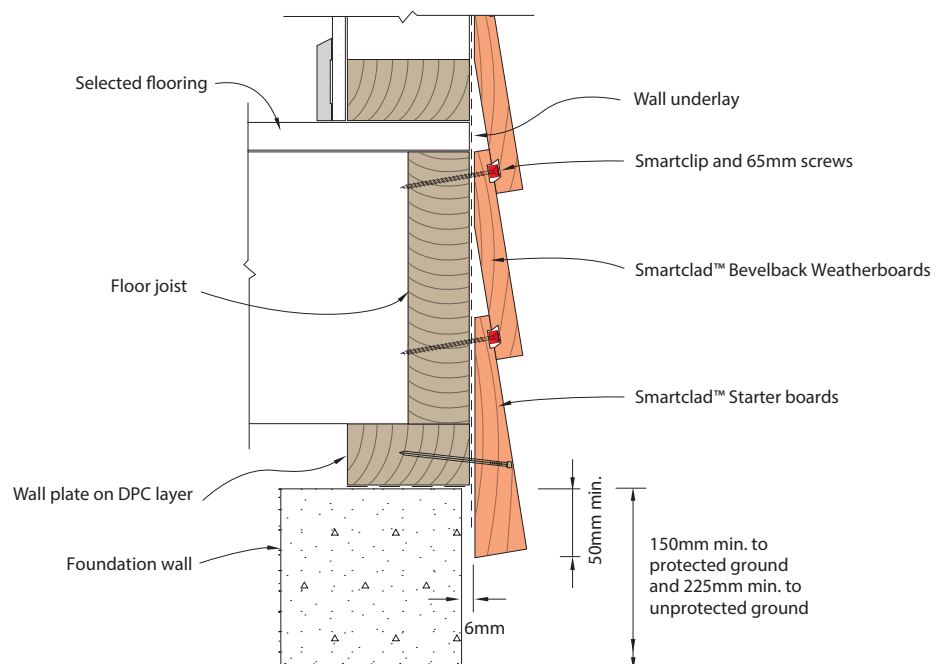 Selected flooring
Wall underlay
Smartclip and 65mm screws
Smartclad™ Bevelback Weatherboards
Floor joist
Smartclad™ Starter boards
Wall plate on DPC layer
50mm min.
150mm min. to
protected ground
and 225mm min. to
unprotected ground
Foundation wall
6mm